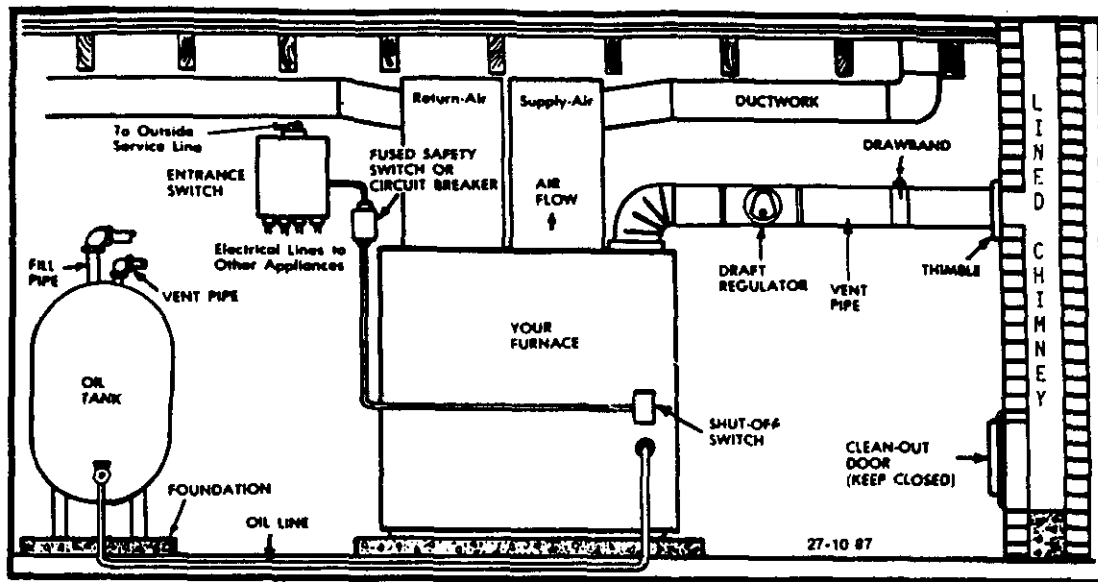 Return-Air
Supply-Air
DUCTWORK
To Outside
Service Line
ENTRANCE
SWITCH
FUSED SAFETY
SWITCH OR
CIRCUIT BREAKER
AIR
FLOW
DRAWBAND
LINED CHIMNEY
Electrical Lines to
Other Appliances
FILL
PIPE
VENT PIPE
DRAFT
REGULATOR
VENT
PIPE
THIMBLE
YOUR
FURNACE
OIL
TANK
SHUT-OFF
SWITCH
CLEAN-OUT
DOOR
(KEEP CLOSED)
FOUNDATION
OIL LINE
27-10 87